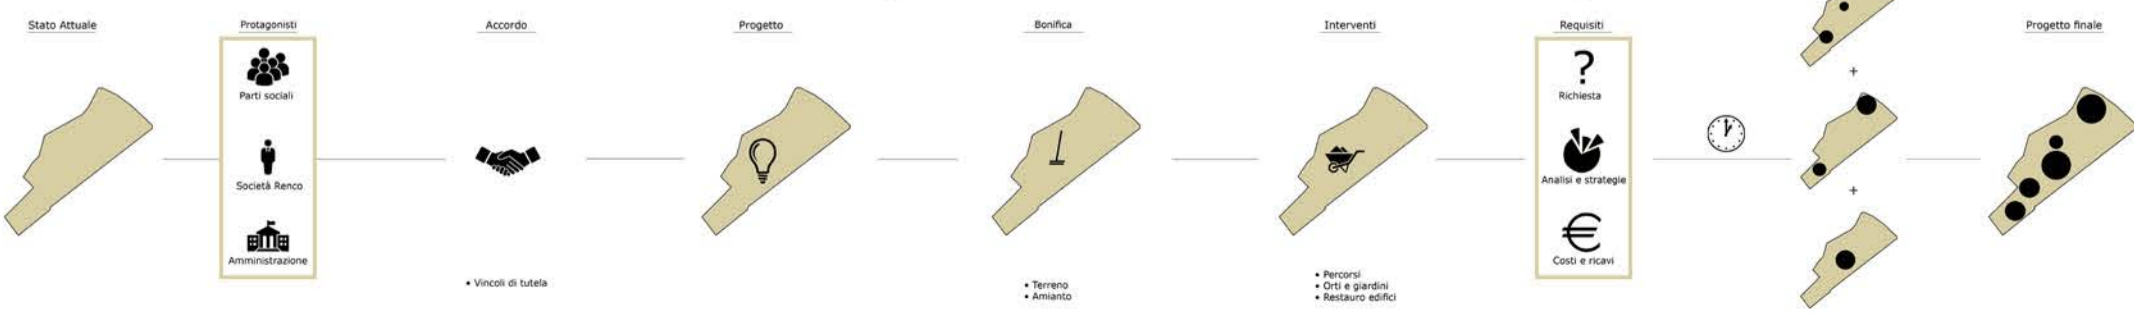 Stato Attuale
Protagonisti
Accordo
Progetto
Bonifica
Interventi
Requisiti
Progetto finale
Parti sociali
Società Renco
Amministrazione
• Vincoli di tutela
• Terreno
• Amianto
• Percorsi
• Orti e giardini
• Restauro edifici
?
Richiesta
Analisi e strategie
€
Costi e ricavi
+
+